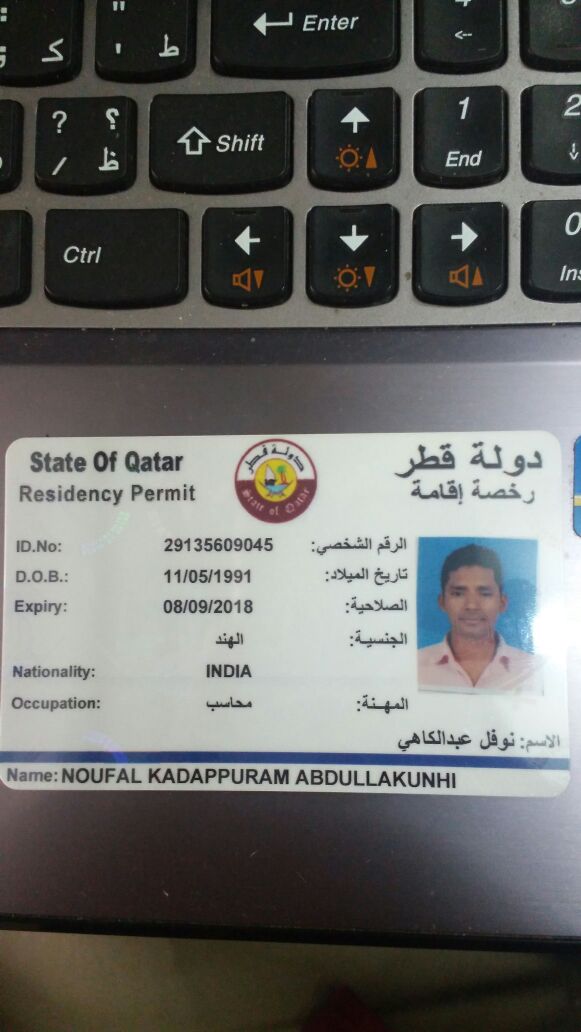 ك ط
Enter
<--
? ؟
/ ظ
Shift
1
End
2
Ctrl
0
Ins
State Of Qatar دولة قطر
Residency Permit رخصة إقامة
دولة قطر
State of Qatar
ID.No: 29135609045 الرقم الشخصي:
D.O.B.: 11/05/1991 تاريخ الميلاد:
Expiry: 08/09/2018 الصلاحية:
الهند الجنسية:
Nationality: INDIA
Occupation: محاسب المهنة:
الاسم: نوفل عبدالكاهي
Name: NOUFAL KADAPPURAM ABDULLAKUNHI